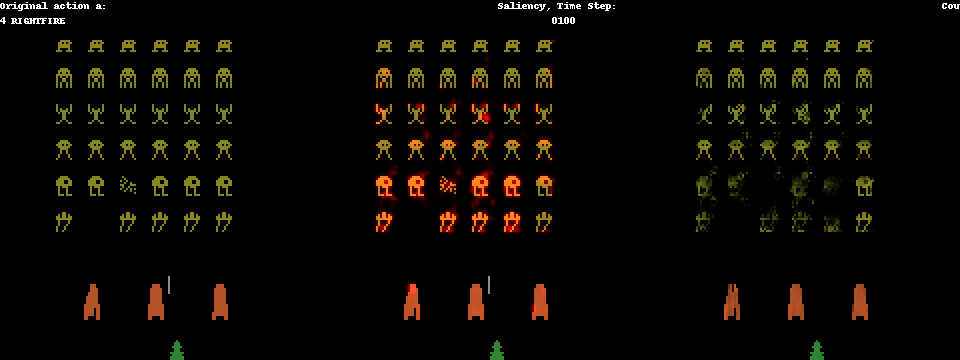 Original action a:
4 RIGHTFIRE
Saliency, Time Step:
0100
Cou